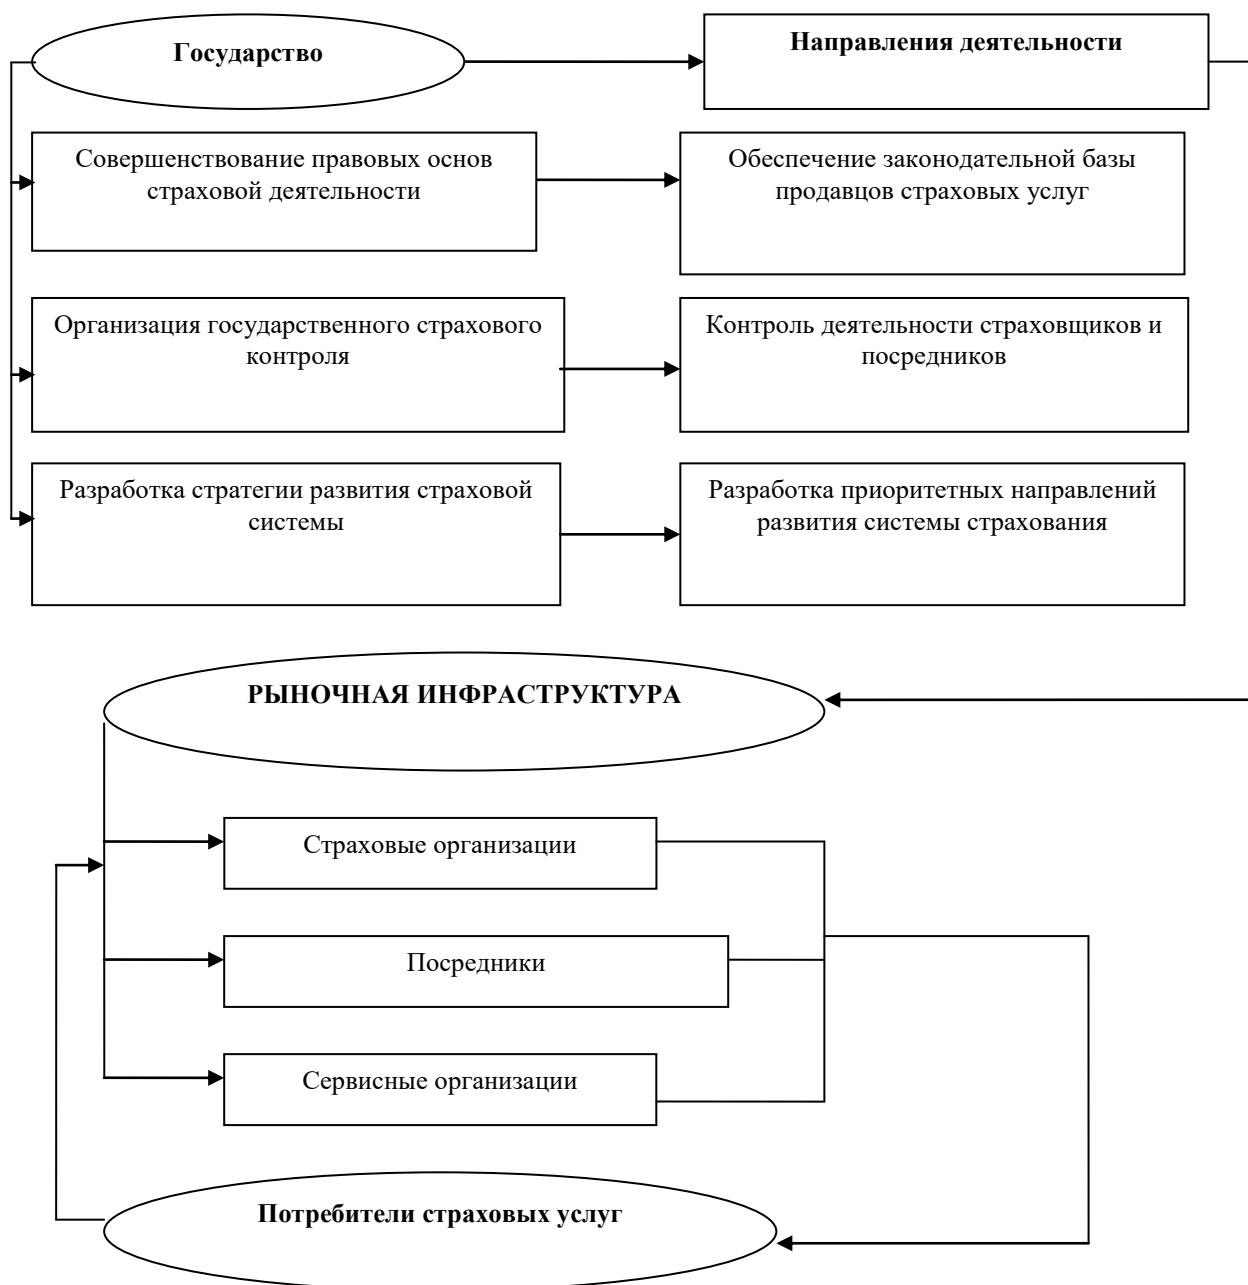 Государство
Направления деятельности
Совершенствование правовых основ
страховой деятельности
Обеспечение законодательной базы
продавцов страховых услуг
Организация государственного страхового
контроля
Контроль деятельности страховщиков и
посредников
Разработка стратегии развития страховой
системы
Разработка приоритетных направлений
развития системы страхования
РЫНОЧНАЯ ИНФРАСТРУКТУРА
Страховые организации
Посредники
Сервисные организации
Потребители страховых услуг